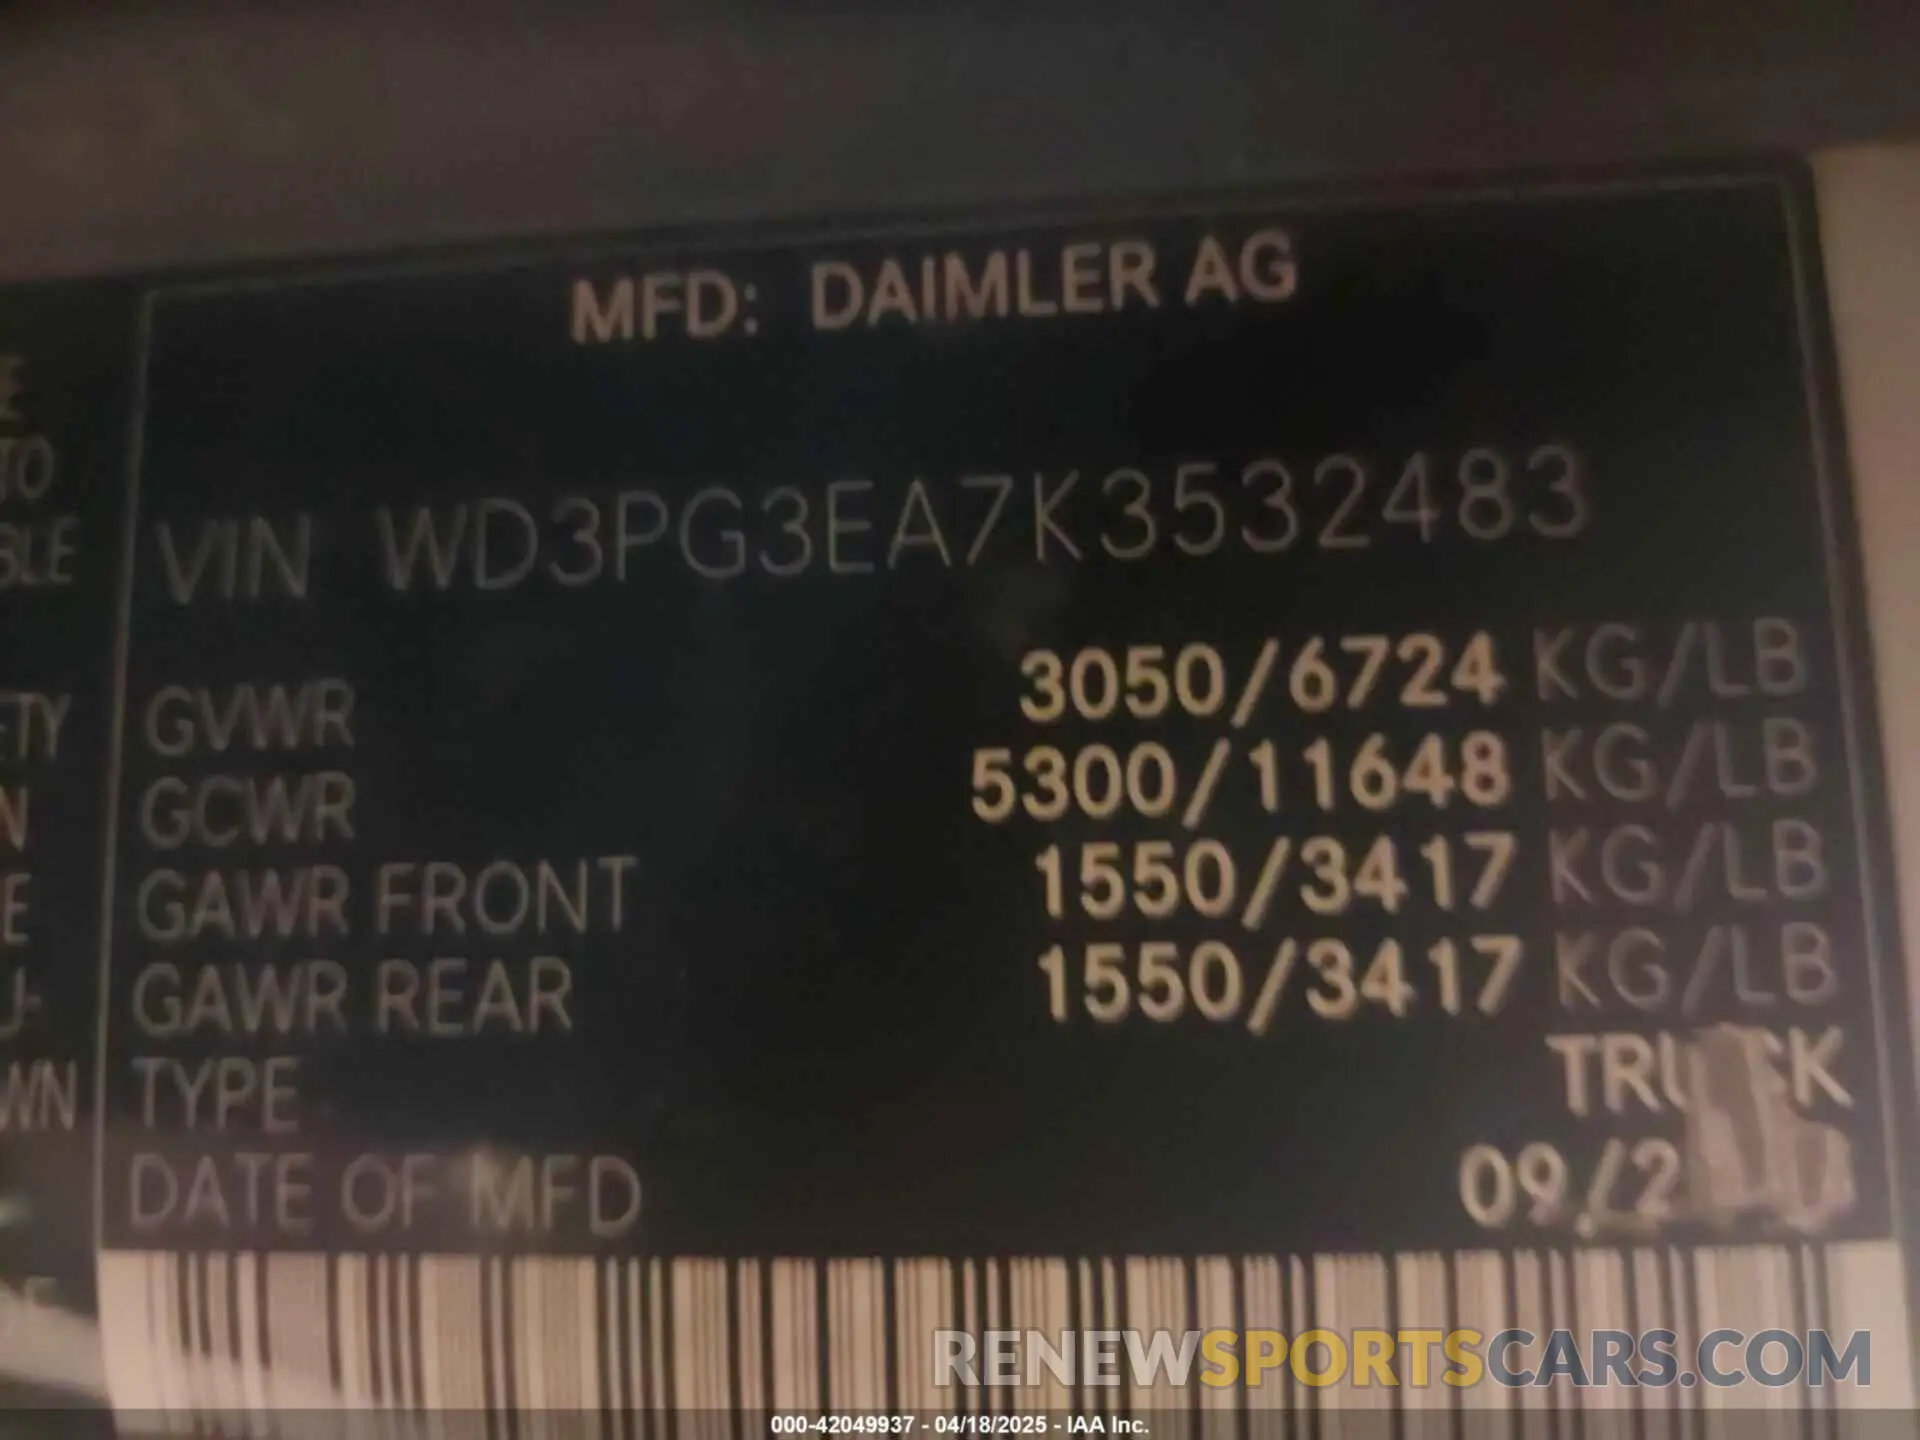 MFD: DAIMLER AG
TO
VIN WD3PG3EA7K3532483
GVWR 3050/6724 KG/LB
GCWR 5300/11648 KG/LB
GAWR FRONT 1550/3417 KG/LB
GAWR REAR 1550/3417 KG/LB
TYPE TRUCK
DATE OF MFD
RENEWSPORTSCARS.COM
000-42049937 - 04/18/2025 - IAA Inc.